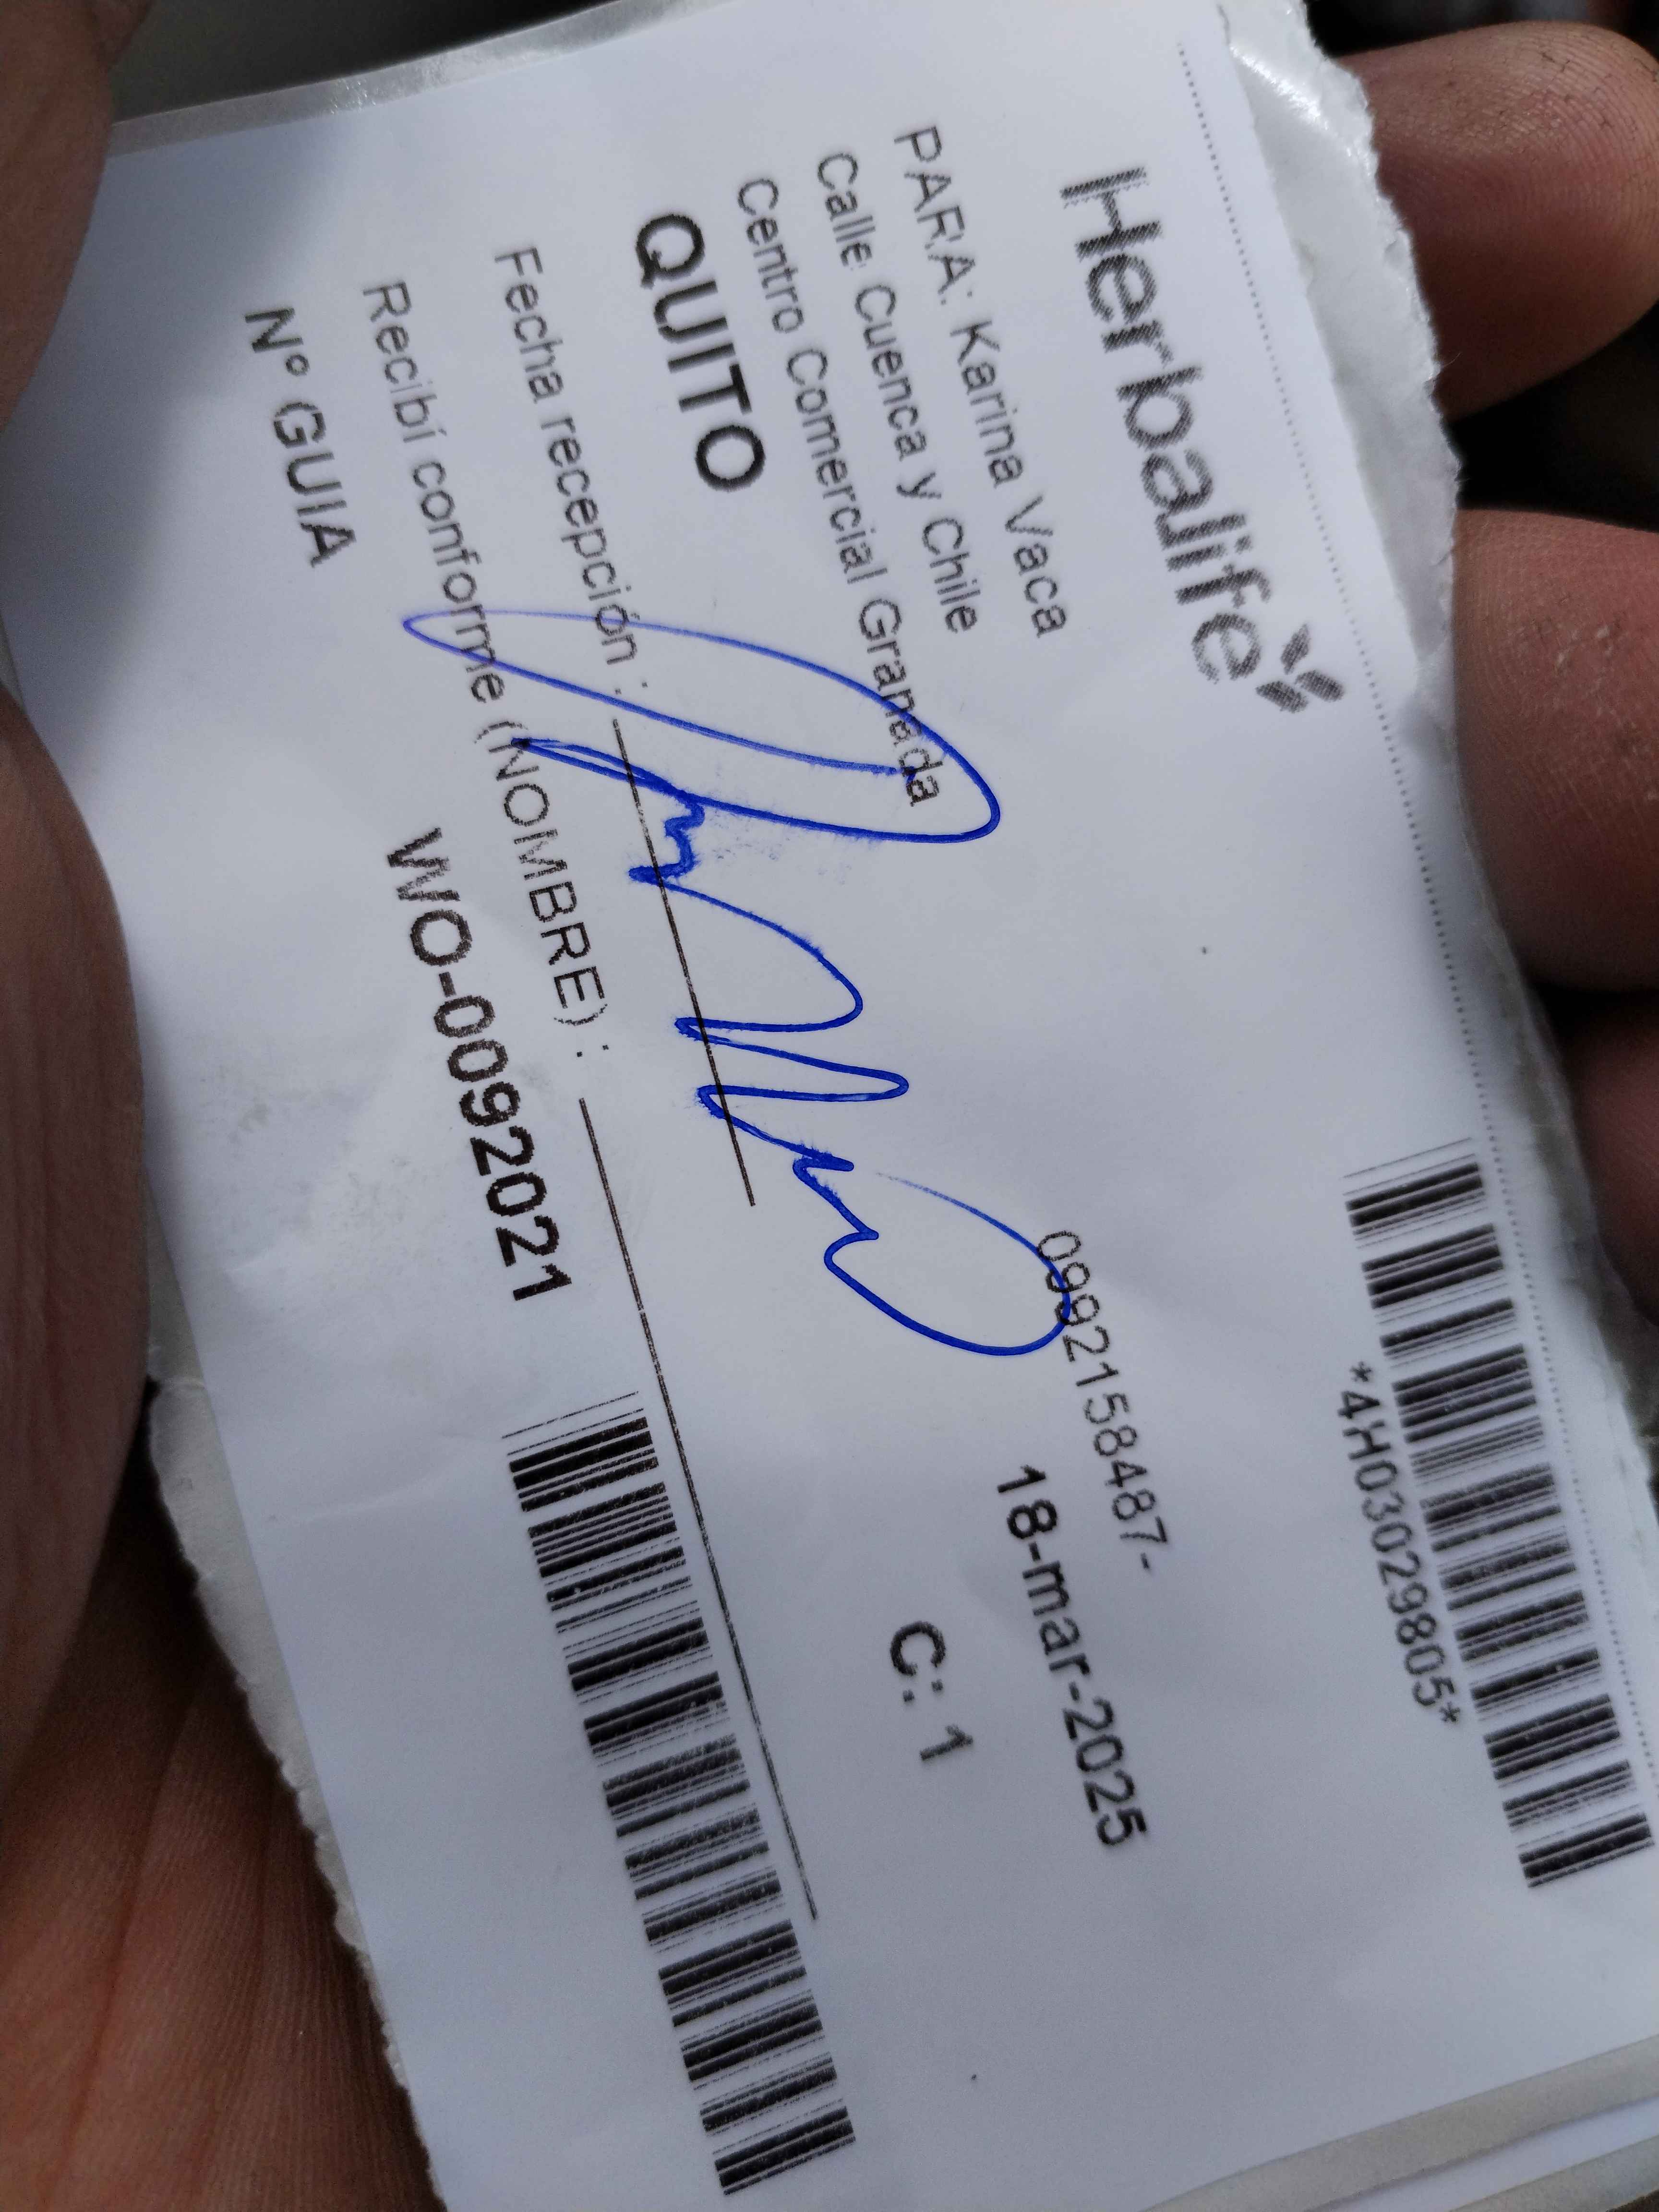 Herbalife
*4H03029805*
PARA: Karina Vaca
Calle Cuenca y Chile
0992158487-
Centro Comercial Granada
18-mar-2025
QUITO
C: 1
Fecha recepción :
Recibí conforme (NOMBRE) :
Nº GUIA
WO-0092021